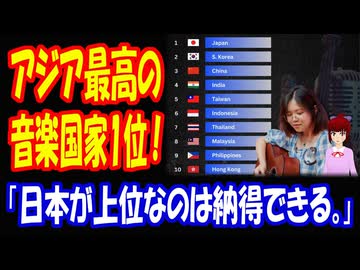 アジア最高の
音楽国家1位!
1 Japan
2 S. Korea
3 China
4 India
5 Taiwan
6 Indonesia
7 Thailand
8 Malaysia
9 Philippines
10 Hong Kong
「日本が上位なのは納得できる。」